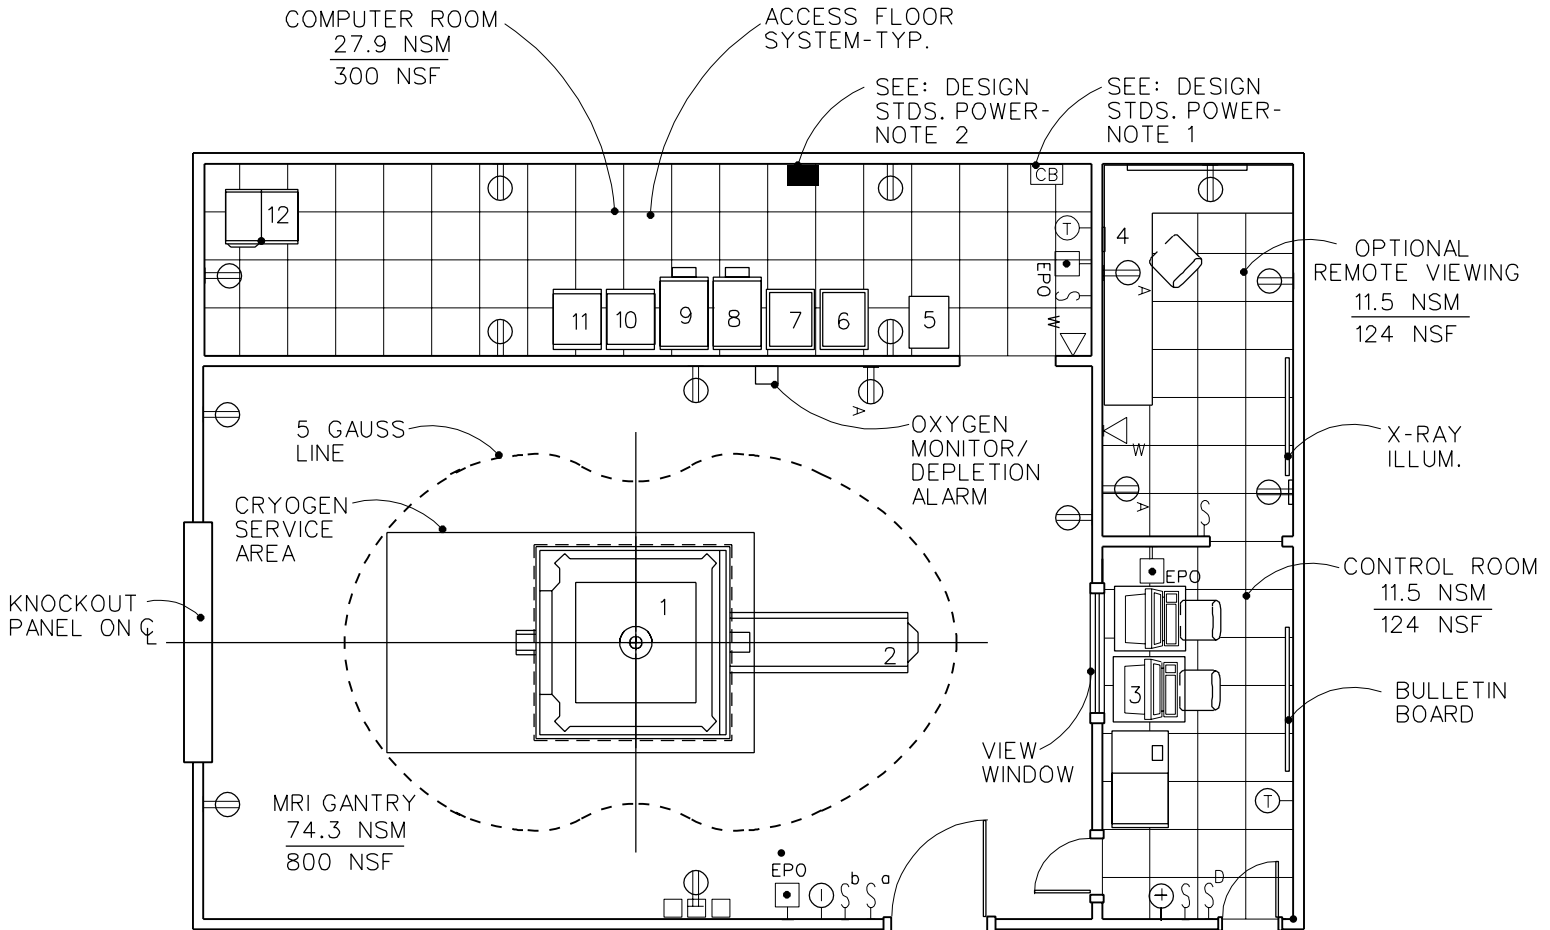 COMPUTER ROOM
27.9 NSM
300 NSF
ACCESS FLOOR
SYSTEM-TYP.
SEE: DESIGN
STDS. POWER-
NOTE 2
SEE: DESIGN
STDS. POWER-
NOTE 1
CB
12
T
4
EPO
A
W
OPTIONAL
REMOTE VIEWING
11.5 NSM
124 NSF
11
10
9
8
7
6
5
A
5 GAUSS
LINE
OXYGEN
MONITOR/
DEPLETION
ALARM
W
X-RAY
ILLUM.
CRYOGEN
SERVICE
AREA
A
KNOCKOUT
PANEL ON ℄
1
2
EPO
CONTROL ROOM
11.5 NSM
124 NSF
3
BULLETIN
BOARD
VIEW
WINDOW
T
MRI GANTRY
74.3 NSM
800 NSF
EPO
S b
S a
S
S D
S
S